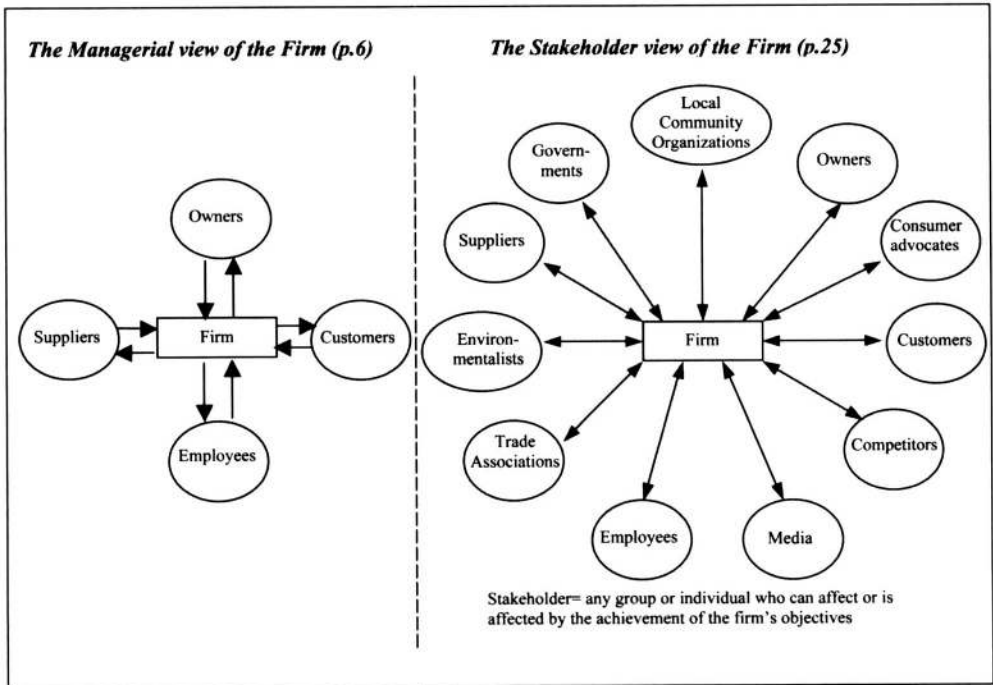 The Managerial view of the Firm (p.6)
Owners
Suppliers
Firm
Customers
Employees
The Stakeholder view of the Firm (p.25)
Local
Community
Organizations
Govern-
ments
Owners
Suppliers
Consumer
advocates
Environ-
mentalists
Firm
Customers
Trade
Associations
Competitors
Employees
Media
Stakeholder= any group or individual who can affect or is
affected by the achievement of the firm's objectives